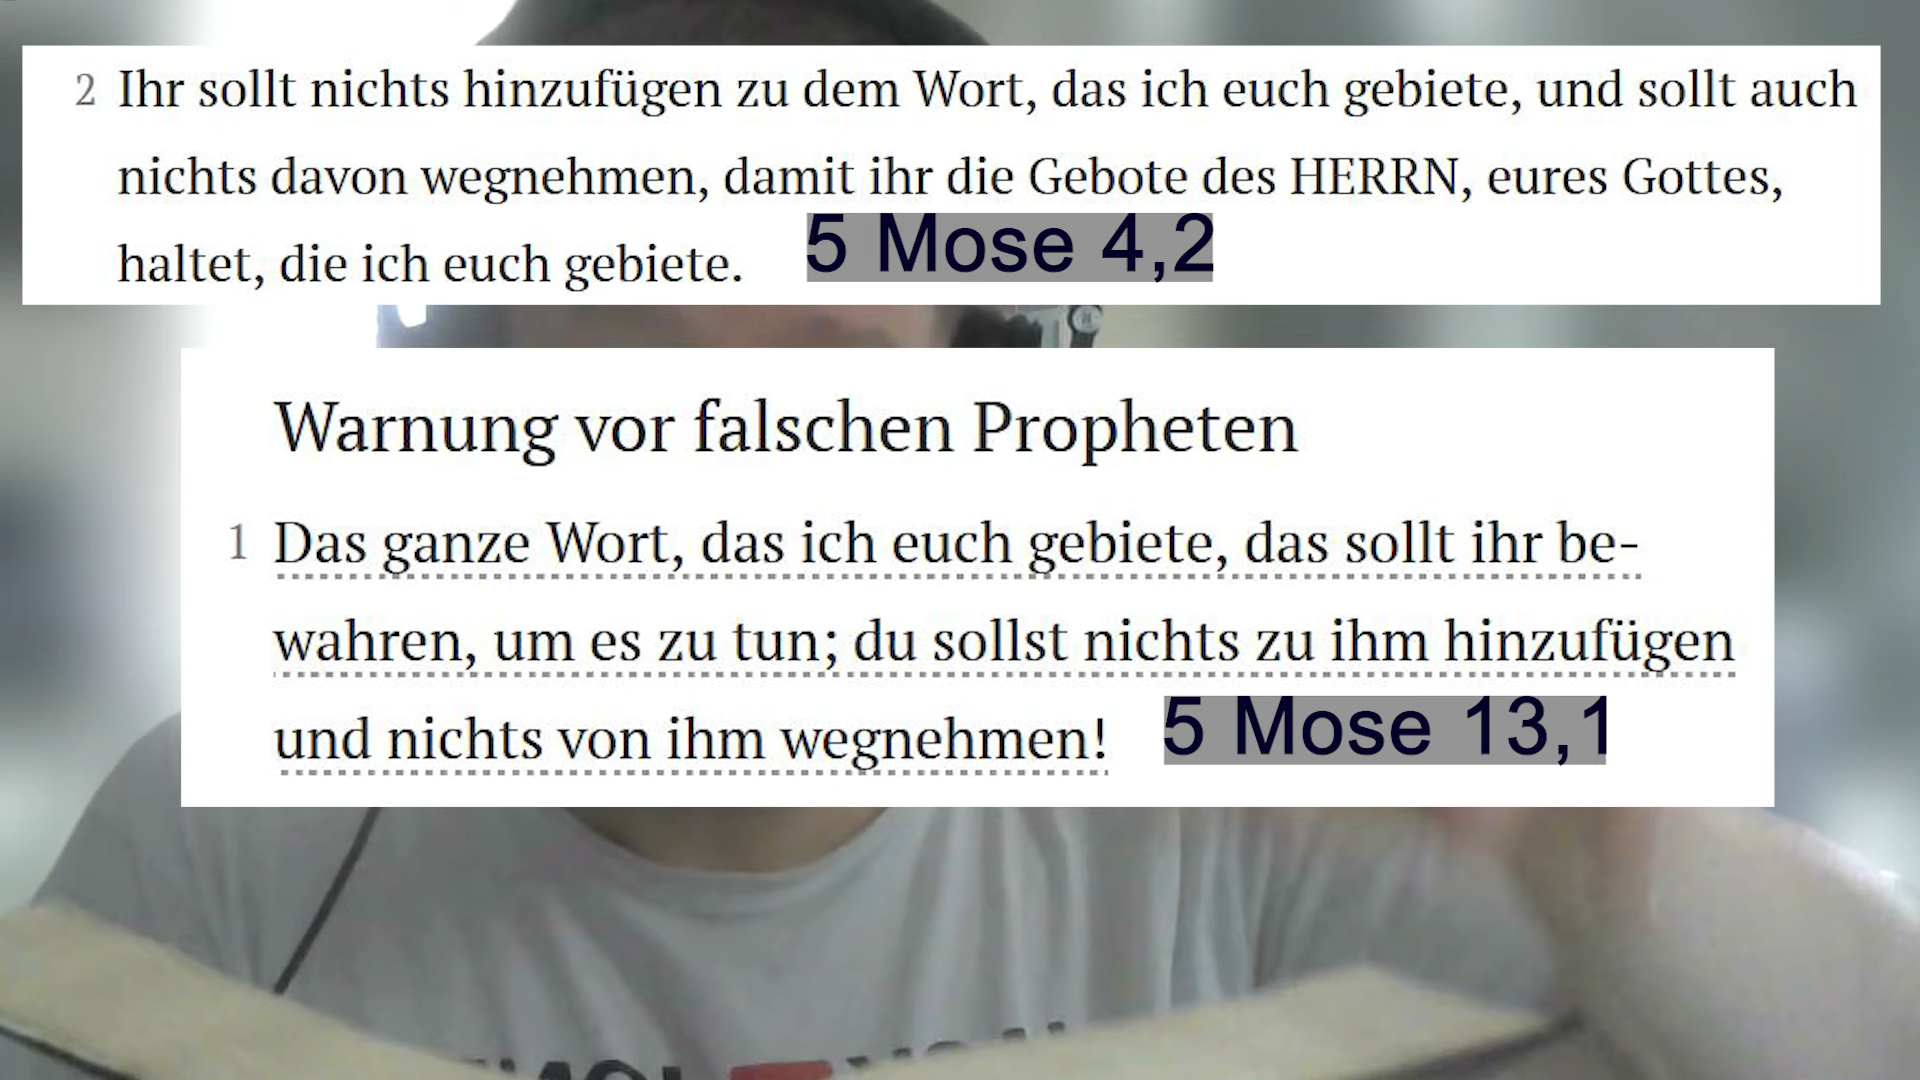 2 Ihr sollt nichts hinzufügen zu dem Wort, das ich euch gebiete, und sollt auch
nichts davon wegnehmen, damit ihr die Gebote des HERRN, eures Gottes,
haltet, die ich euch gebiete. 5 Mose 4,2
Warnung vor falschen Propheten
1 Das ganze Wort, das ich euch gebiete, das sollt ihr be-
wahren, um es zu tun; du sollst nichts zu ihm hinzufügen
und nichts von ihm wegnehmen! 5 Mose 13,1